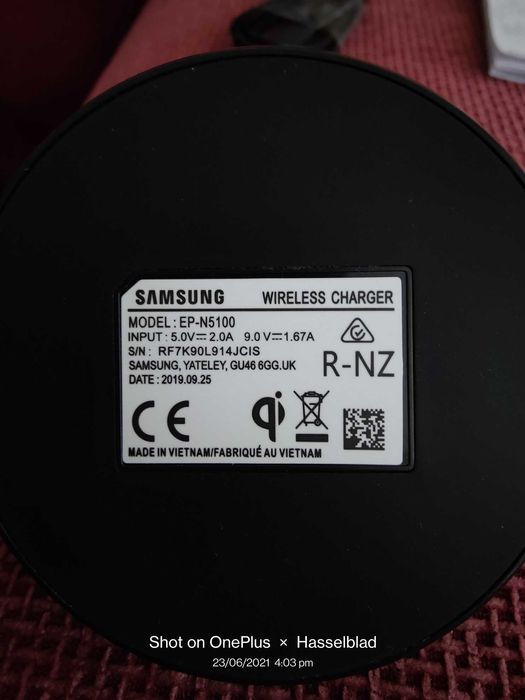 SAMSUNG WIRELESS CHARGER
MODEL : EP-N5100
INPUT : 5.0V⎓2.0A 9.0V⎓1.67A
S/N : RF7K90L914JCIS
SAMSUNG, YATELEY, GU46 6GG.UK
DATE : 2019.09.25
R-NZ
CE qi
MADE IN VIETNAM/FABRIQUÉ AU VIETNAM
Shot on OnePlus × Hasselblad
23/06/2021 4:03 pm